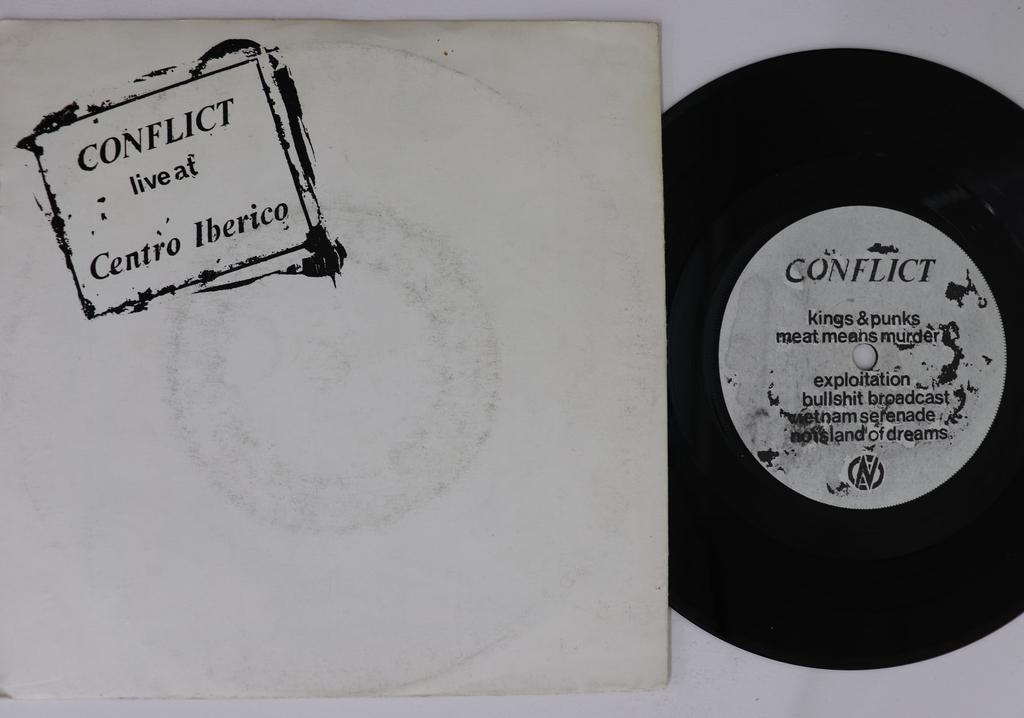 CONFLICT
live at
Centro Iberico
CONFLICT
kings & punks
meat means murder
exploitation
bullshit broadcast
vietnam serenade
no island of dreams